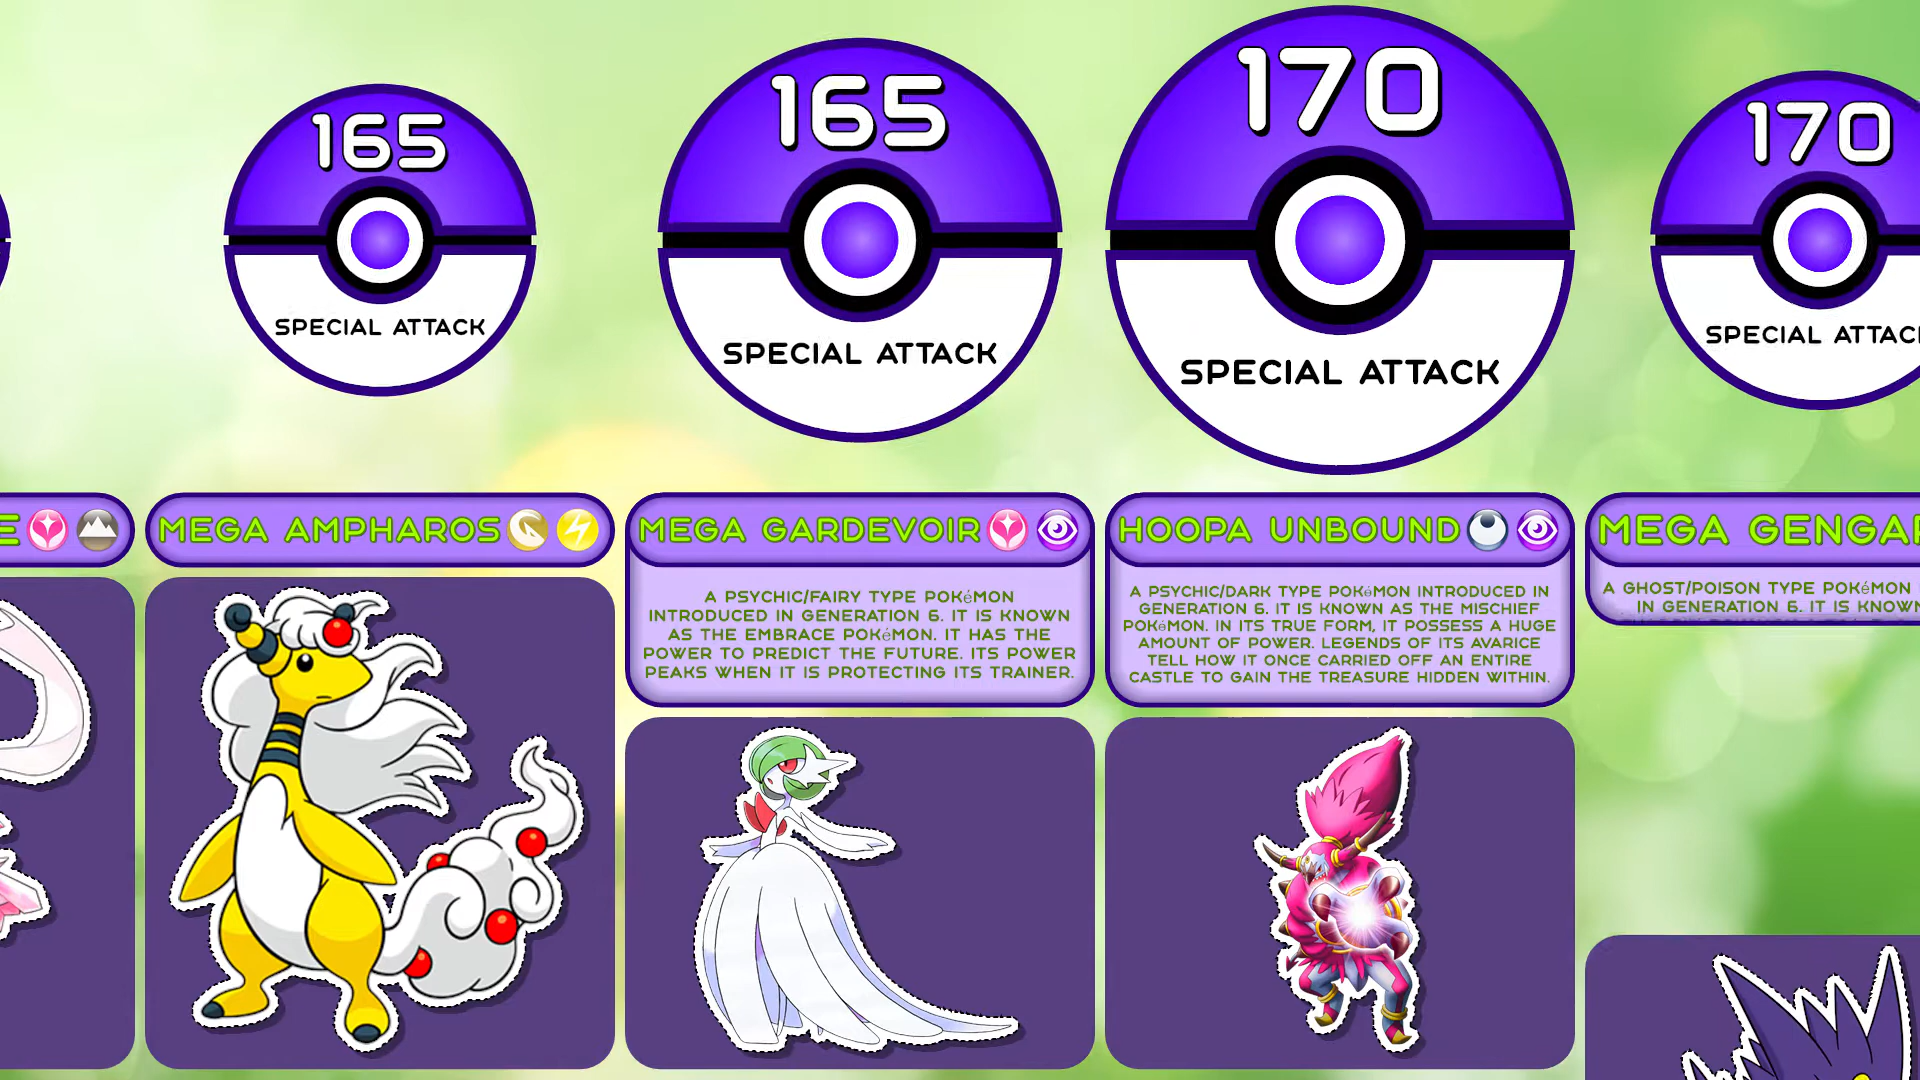 165
SPECIAL ATTACK
165
SPECIAL ATTACK
170
SPECIAL ATTACK
170
SPECIAL ATTACK
E
MEGA AMPHAROS
MEGA GARDEVOIR
A PSYCHIC/FAIRY TYPE POKéMON
INTRODUCED IN GENERATION 6. IT IS KNOWN
AS THE EMBRACE POKéMON. IT HAS THE
POWER TO PREDICT THE FUTURE. ITS POWER
PEAKS WHEN IT IS PROTECTING ITS TRAINER.
HOOPA UNBOUND
A PSYCHIC/DARK TYPE POKéMON INTRODUCED IN
GENERATION 6. IT IS KNOWN AS THE MISCHIEF
POKéMON. IN ITS TRUE FORM, IT POSSESS A HUGE
AMOUNT OF POWER. LEGENDS OF ITS AVARICE
TELL HOW IT ONCE CARRIED OFF AN ENTIRE
CASTLE TO GAIN THE TREASURE HIDDEN WITHIN.
MEGA GENGAR
A GHOST/POISON TYPE POKéMON
IN GENERATION 6. IT IS KNOWN